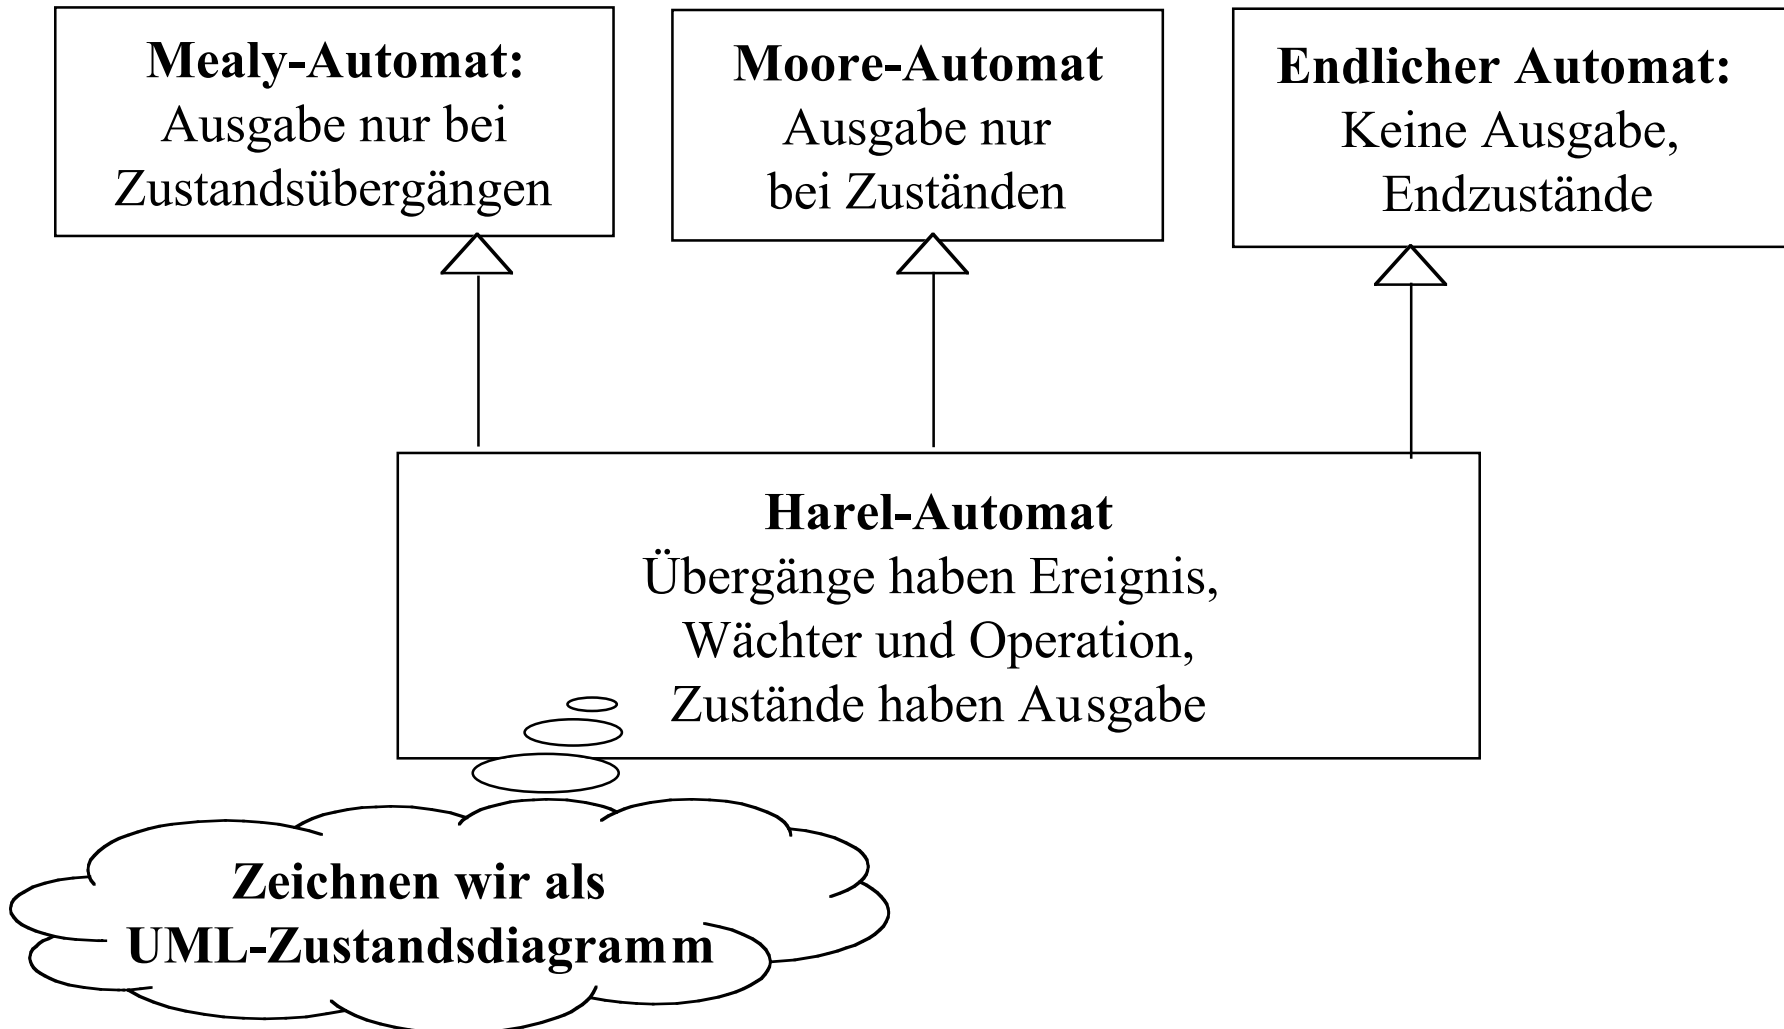 Mealy-Automat:
Ausgabe nur bei
Zustandsübergängen
Moore-Automat
Ausgabe nur
bei Zuständen
Endlicher Automat:
Keine Ausgabe,
Endzustände
Harel-Automat
Übergänge haben Ereignis,
Wächter und Operation,
Zustände haben Ausgabe
Zeichnen wir als
UML-Zustandsdiagramm